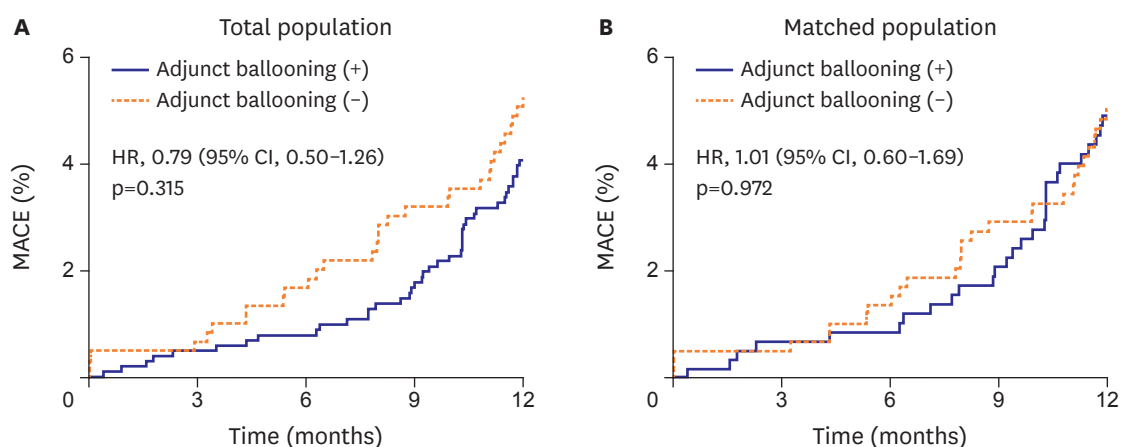 A Total population
MACE (%)
6
4
2
0
Adjunct ballooning (+)
Adjunct ballooning (−)
HR, 0.79 (95% CI, 0.50–1.26)
p=0.315
3 6 9 12
Time (months)
B Matched population
MACE (%)
6
4
2
0
Adjunct ballooning (+)
Adjunct ballooning (−)
HR, 1.01 (95% CI, 0.60–1.69)
p=0.972
3 6 9 12
Time (months)